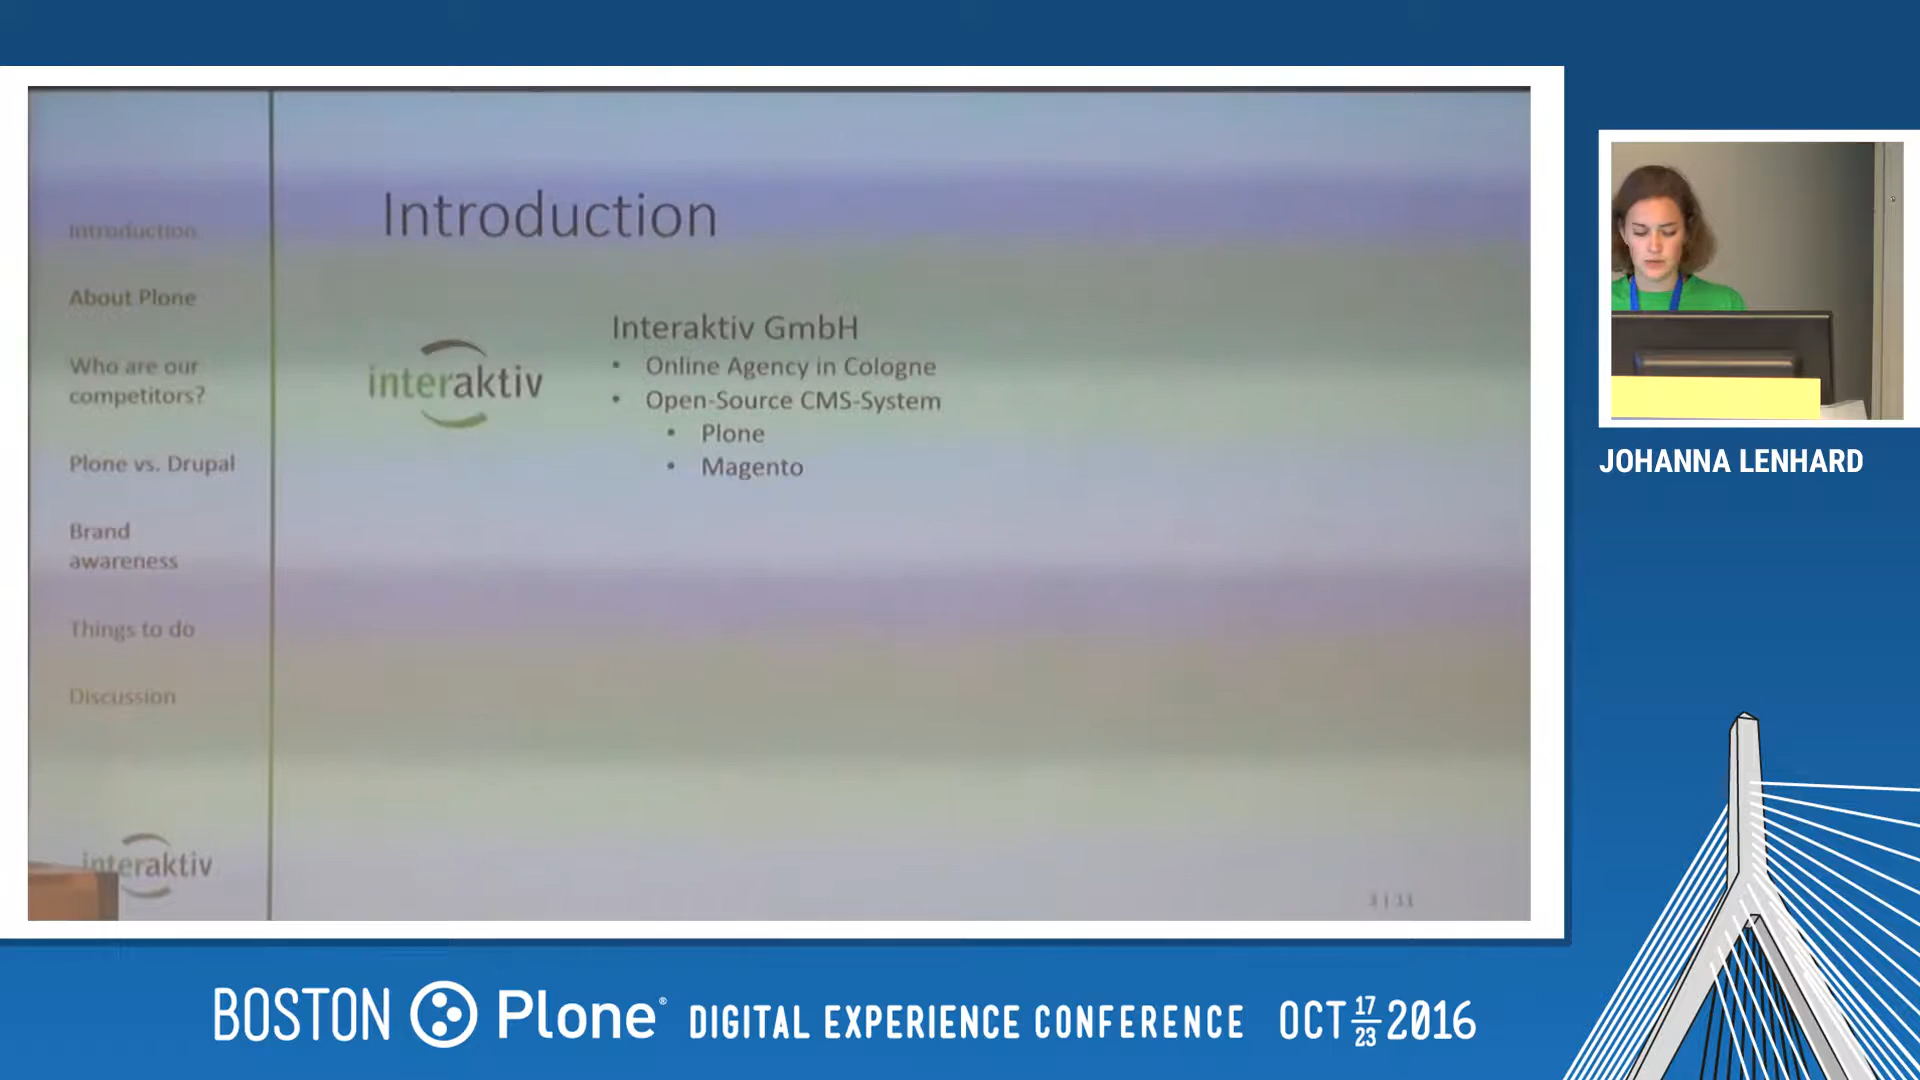 Introduction
About Plone
Who are our
competitors?
Plone vs. Drupal
Brand
awareness
Things to do
Discussion
interaktiv
Introduction
interaktiv
Interaktiv GmbH
• Online Agency in Cologne
• Open-Source CMS-System
• Plone
• Magento
JOHANNA LENHARD
BOSTON Plone® DIGITAL EXPERIENCE CONFERENCE OCT 17 23 2016